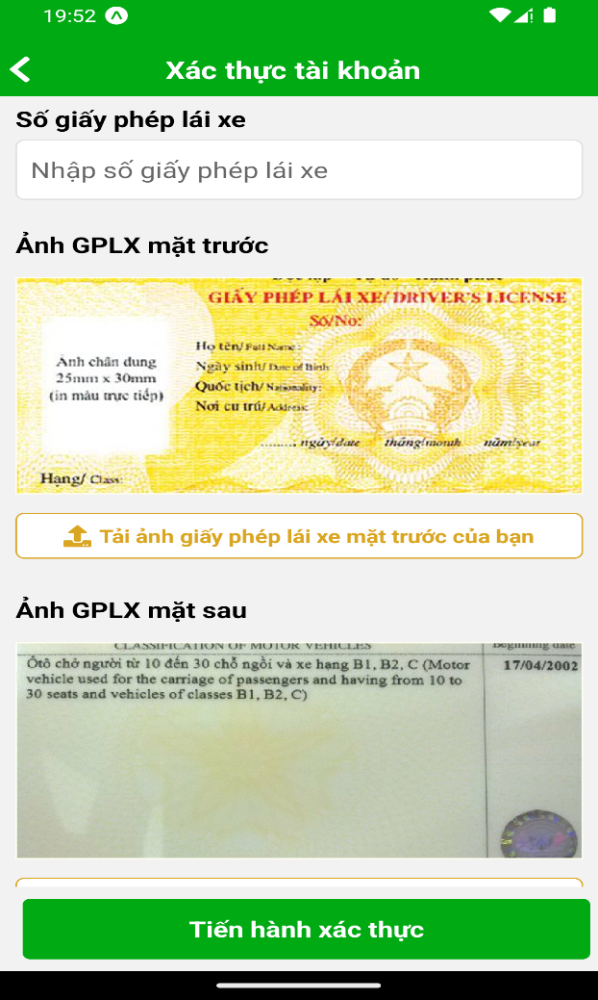 19:52
Xác thực tài khoản
Số giấy phép lái xe
Nhập số giấy phép lái xe
Ảnh GPLX mặt trước
GIẤY PHÉP LÁI XE/DRIVER'S LICENSE
Số/No:
Ảnh chân dung
25mm x 30mm
(in màu trực tiếp)
Họ tên/Full Name:
Ngày sinh/Date of Birth
Quốc tịch/Nationality:
Nơi cư trú/Address:
......... ngày/date tháng/month năm/year
Hạng/Class:
Tải ảnh giấy phép lái xe mặt trước của bạn
Ảnh GPLX mặt sau
CLASSIFICATION OF MOTOR VEHICLES Beginning date
Ôtô chở người từ 10 đến 30 chỗ ngồi và xe hạng B1, B2, C (Motor 17/04/2002
vehicle used for the carriage of passengers and having from 10 to
30 seats and vehicles of classes B1, B2, C)
Tiến hành xác thực